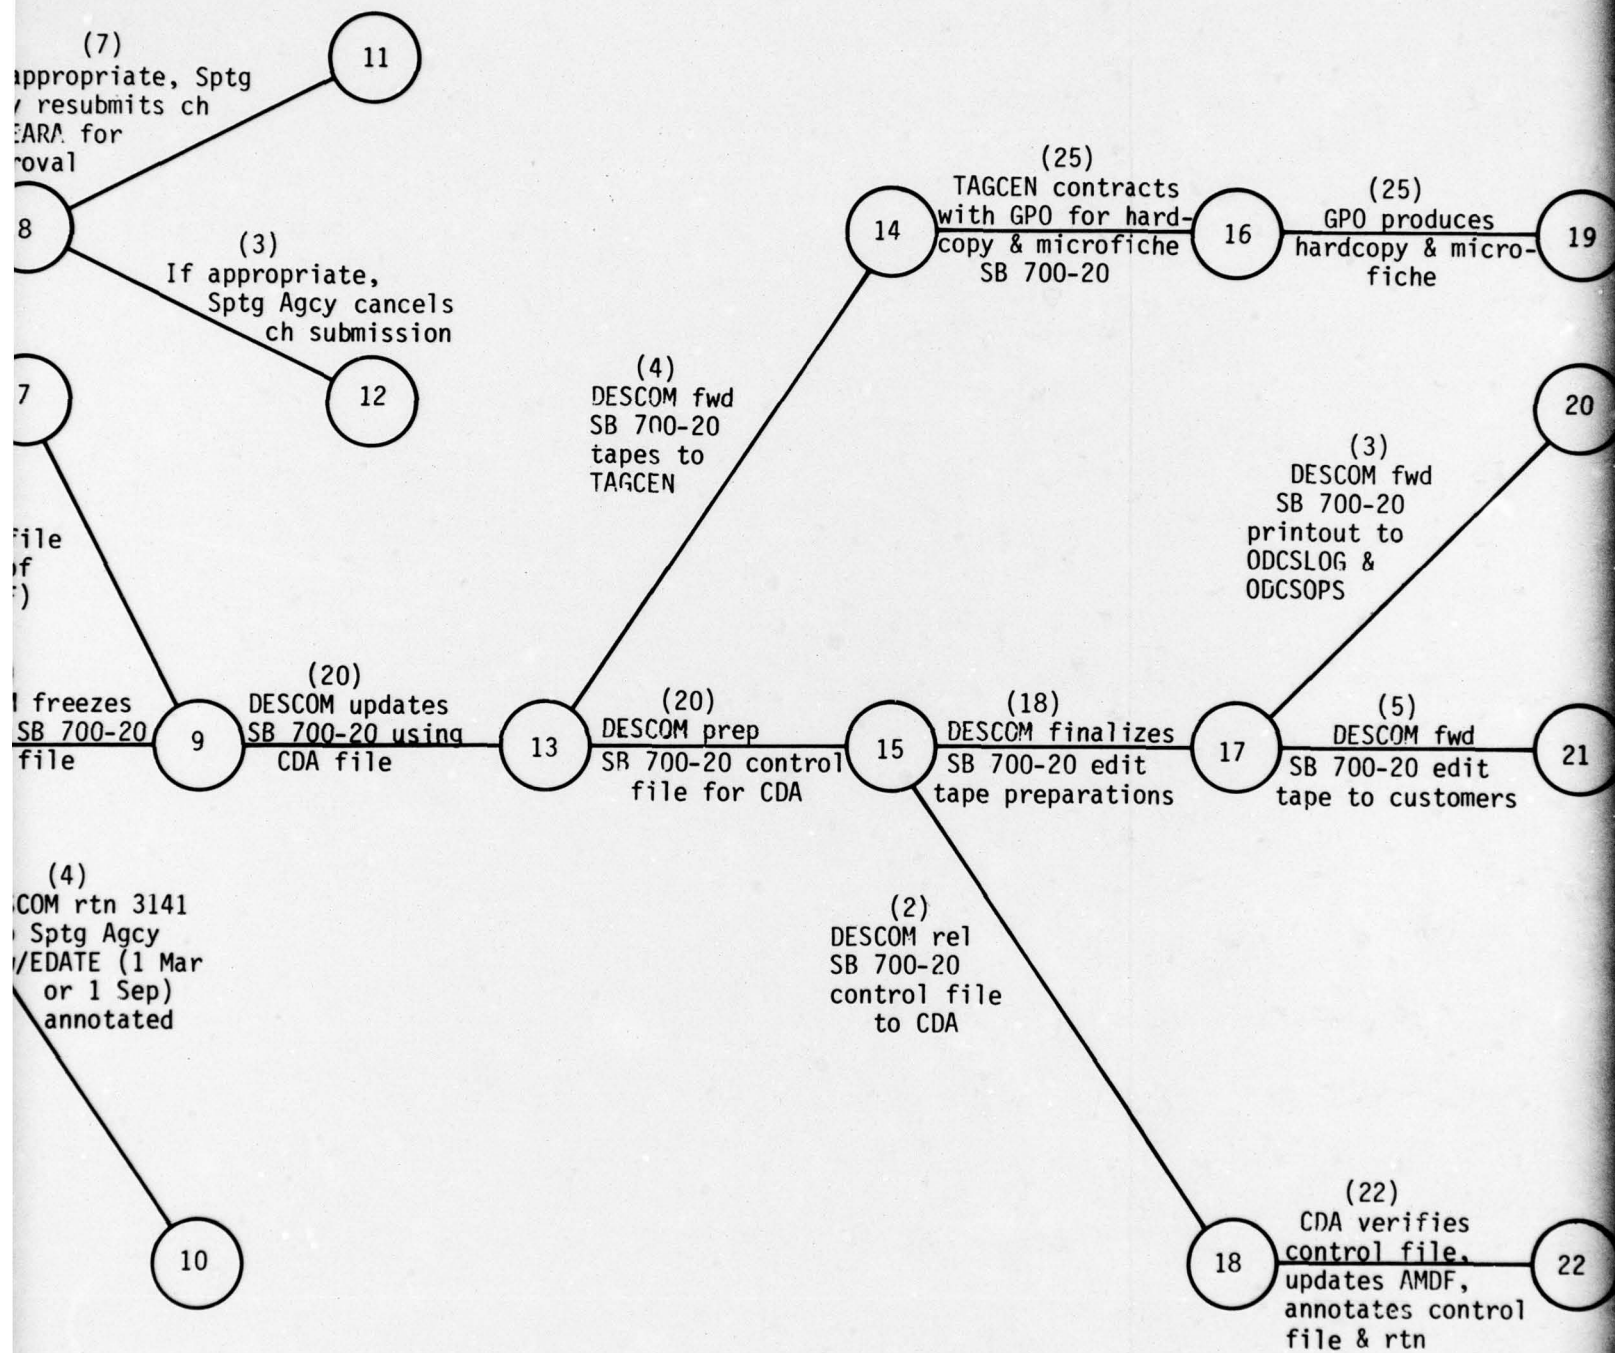 (7)
appropriate, Sptg
resubmits ch
for
11
8
(3)
If appropriate,
Sptg Agcy cancels
ch submission
12
7
file
of
freezes
SB 700-20
file
9
(20)
DESCOM updates
SB 700-20 using
CDA file
13
(4)
DESCOM fwd
SB 700-20
tapes to
TAGCEN
14
(25)
TAGCEN contracts
with GPO for hard-
copy & microfiche
SB 700-20
16
(25)
GPO produces
hardcopy & micro-
fiche
19
(20)
DESCOM prep
SB 700-20 control
file for CDA
15
(18)
DESCOM finalizes
SB 700-20 edit
tape preparations
17
(3)
DESCOM fwd
SB 700-20
printout to
ODCSLOG &
ODCSOPS
20
(5)
DESCOM fwd
SB 700-20 edit
tape to customers
21
(4)
COM rtn 3141
Sptg Agcy
/EDATE (1 Mar
or 1 Sep)
annotated
10
(2)
DESCOM rel
SB 700-20
control file
to CDA
18
(22)
CDA verifies
control file,
updates AMDF,
annotates control
file & rtn
22